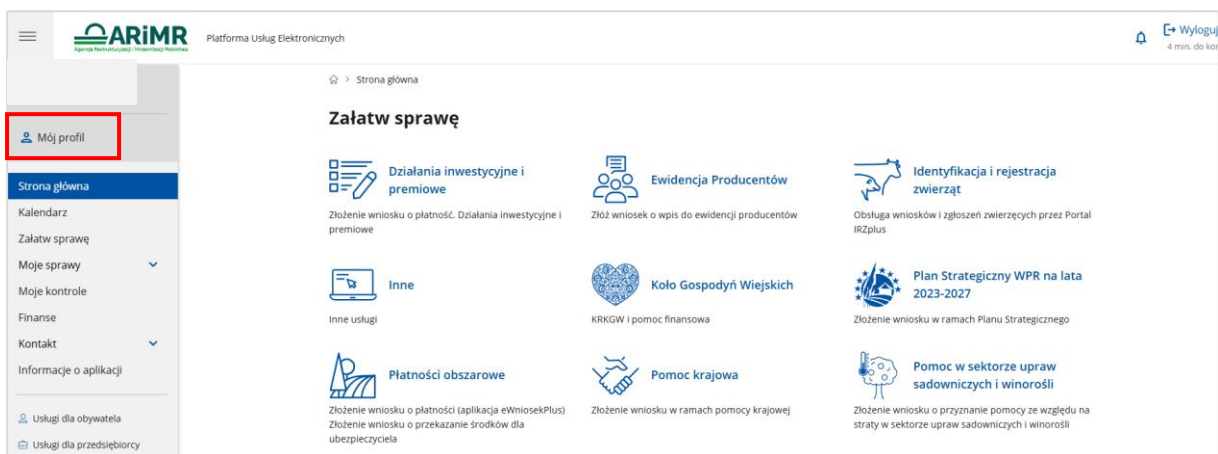 ARiMR
Agencja Restrukturyzacji i Modernizacji Rolnictwa
Platforma Usług Elektronicznych
Wyloguj
4 min. do
Mój profil
Strona główna
Kalendarz
Załatw sprawę
Moje sprawy
Moje kontrole
Finanse
Kontakt
Informacje o aplikacji
Usługi dla obywatela
Usługi dla przedsiębiorcy
Strona główna
Załatw sprawę
Działania inwestycyjne i
premiowe
Złożenie wniosku o płatność. Działania inwestycyjne i
premiowe
Ewidencja Producentów
Złóż wniosek o wpis do ewidencji producentów
Identyfikacja i rejestracja
zwierząt
Obsługa wniosków i zgłoszeń zwierzęcych przez Portal
IRZplus
Inne
Inne usługi
Koło Gospodyń Wiejskich
KRKGW i pomoc finansowa
Plan Strategiczny WPR na lata
2023-2027
Złożenie wniosku w ramach Planu Strategicznego
Płatności obszarowe
Złożenie wniosku o płatności (aplikacja eWniosekPlus)
Złożenie wniosku o przekazanie środków dla
ubezpieczyciela
Pomoc krajowa
Złożenie wniosku w ramach pomocy krajowej
Pomoc w sektorze upraw
sadowniczych i winorośli
Złożenie wniosku o przyznanie pomocy ze względu na
straty w sektorze upraw sadowniczych i winorośli